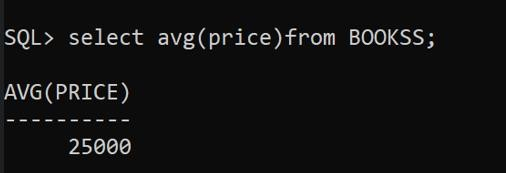 SQL> select avg(price)from BOOKSS;
AVG(PRICE)
----------
25000